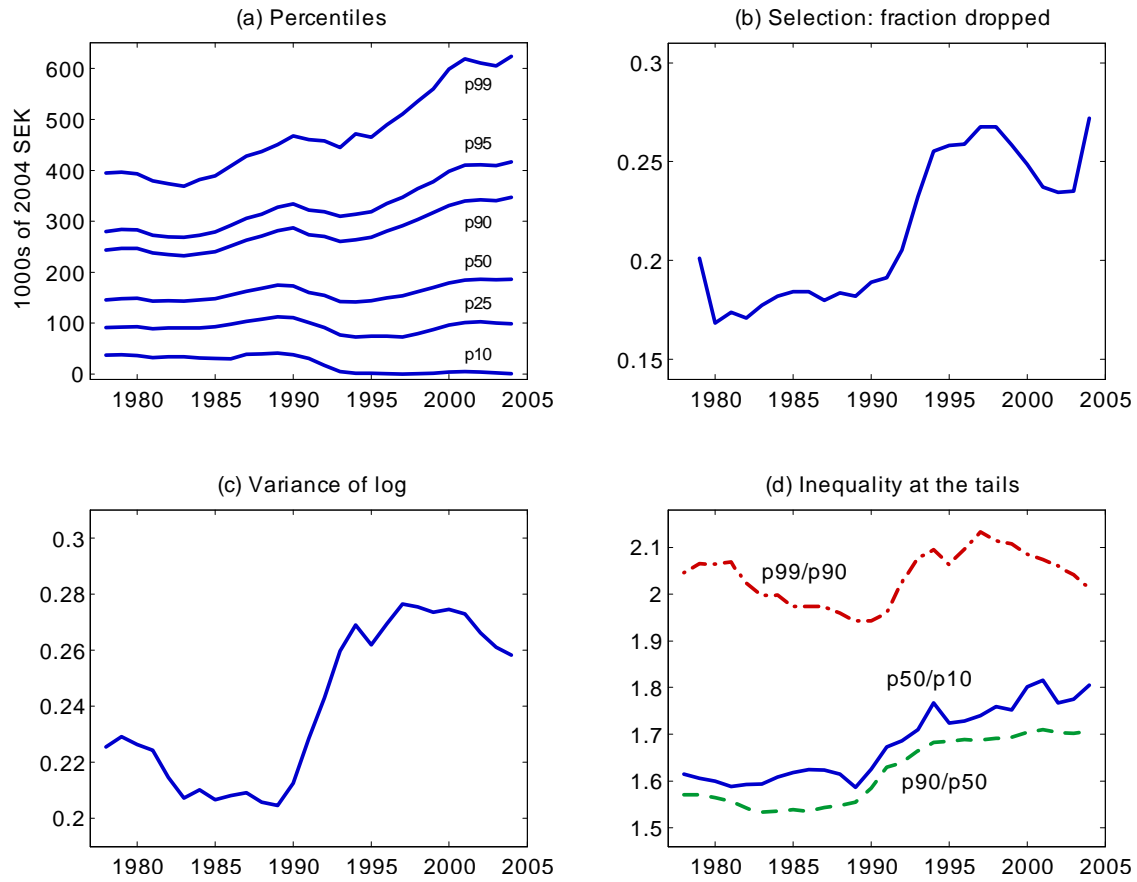 (a) Percentiles
1000s of 2004 SEK
600
500
400
300
200
100
0
p99
p95
p90
p50
p25
p10
1980 1985 1990 1995 2000 2005
(b) Selection: fraction dropped
0.3
0.25
0.2
0.15
1980 1985 1990 1995 2000 2005
(c) Variance of log
0.3
0.28
0.26
0.24
0.22
0.2
1980 1985 1990 1995 2000 2005
(d) Inequality at the tails
2.1
2
1.9
1.8
1.7
1.6
1.5
p99/p90
p50/p10
p90/p50
1980 1985 1990 1995 2000 2005